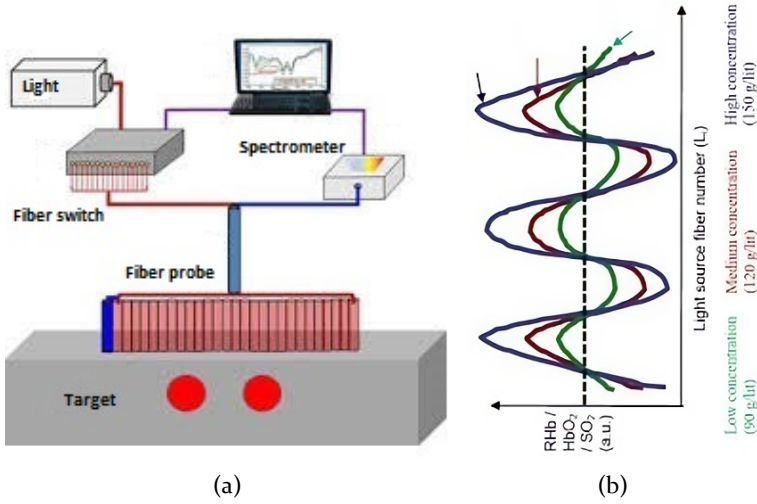 Light
Spectrometer
Fiber switch
Fiber probe
Target
(a)
RHb /
HbO₂
/ SO₂
(a.u.)
Light source fiber number (Lᵢ)
High concentration
(150 g/lit)
Medium concentration
(120 g/lit)
Low concentration
(90 g/lit)
(b)